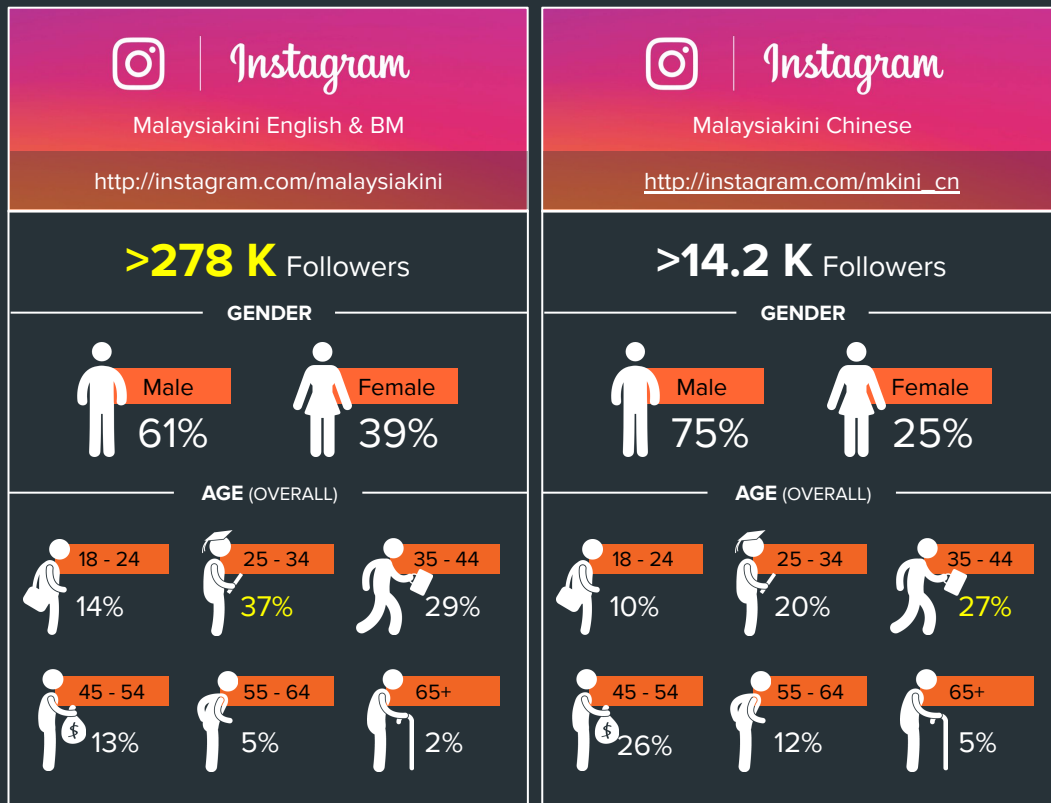 Instagram
Malaysiakini English & BM
http://instagram.com/malaysiakini
>278 K Followers
GENDER
Male
61%
Female
39%
AGE (OVERALL)
18 - 24
14%
25 - 34
37%
35 - 44
29%
45 - 54
$
13%
55 - 64
5%
65+
2%
Instagram
Malaysiakini Chinese
http://instagram.com/mkini_cn
>14.2 K Followers
GENDER
Male
75%
Female
25%
AGE (OVERALL)
18 - 24
10%
25 - 34
20%
35 - 44
27%
45 - 54
$
26%
55 - 64
12%
65+
5%